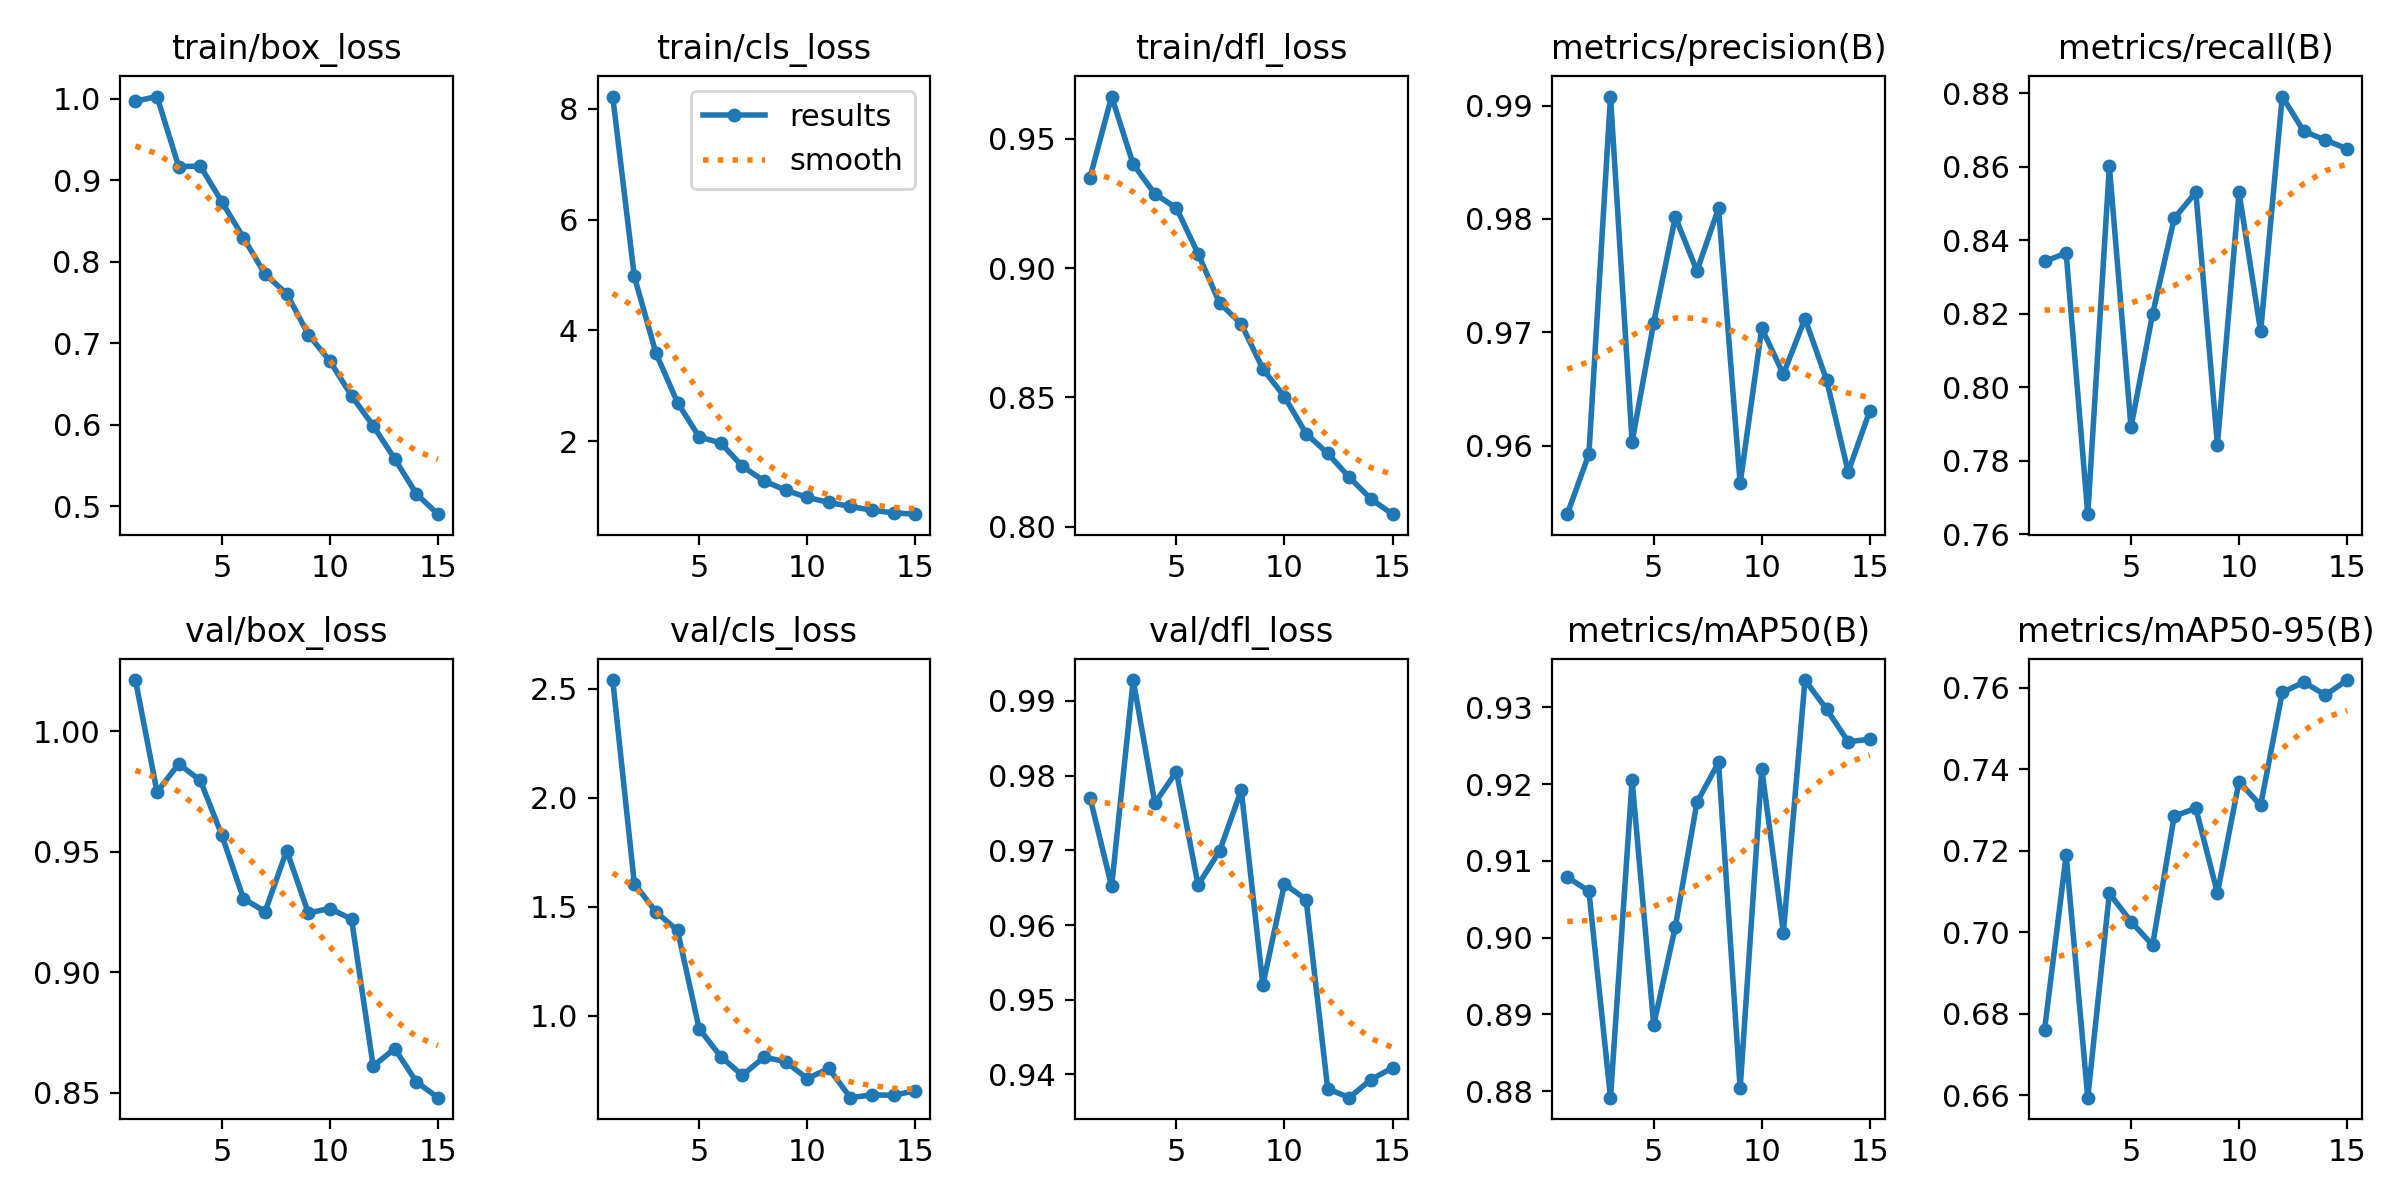 train/box_loss
train/cls_loss
train/dfl_loss
metrics/precision(B)
metrics/recall(B)
1.0
0.9
0.8
0.7
0.6
0.5
5 10 15
8
6
4
2
results
smooth
5 10 15
0.95
0.90
0.85
0.80
5 10 15
0.99
0.98
0.97
0.96
5 10 15
0.88
0.86
0.84
0.82
0.80
0.78
0.76
5 10 15
val/box_loss
val/cls_loss
val/dfl_loss
metrics/mAP50(B)
metrics/mAP50-95(B)
1.00
0.95
0.90
0.85
5 10 15
2.5
2.0
1.5
1.0
5 10 15
0.99
0.98
0.97
0.96
0.95
0.94
5 10 15
0.93
0.92
0.91
0.90
0.89
0.88
5 10 15
0.76
0.74
0.72
0.70
0.68
0.66
5 10 15